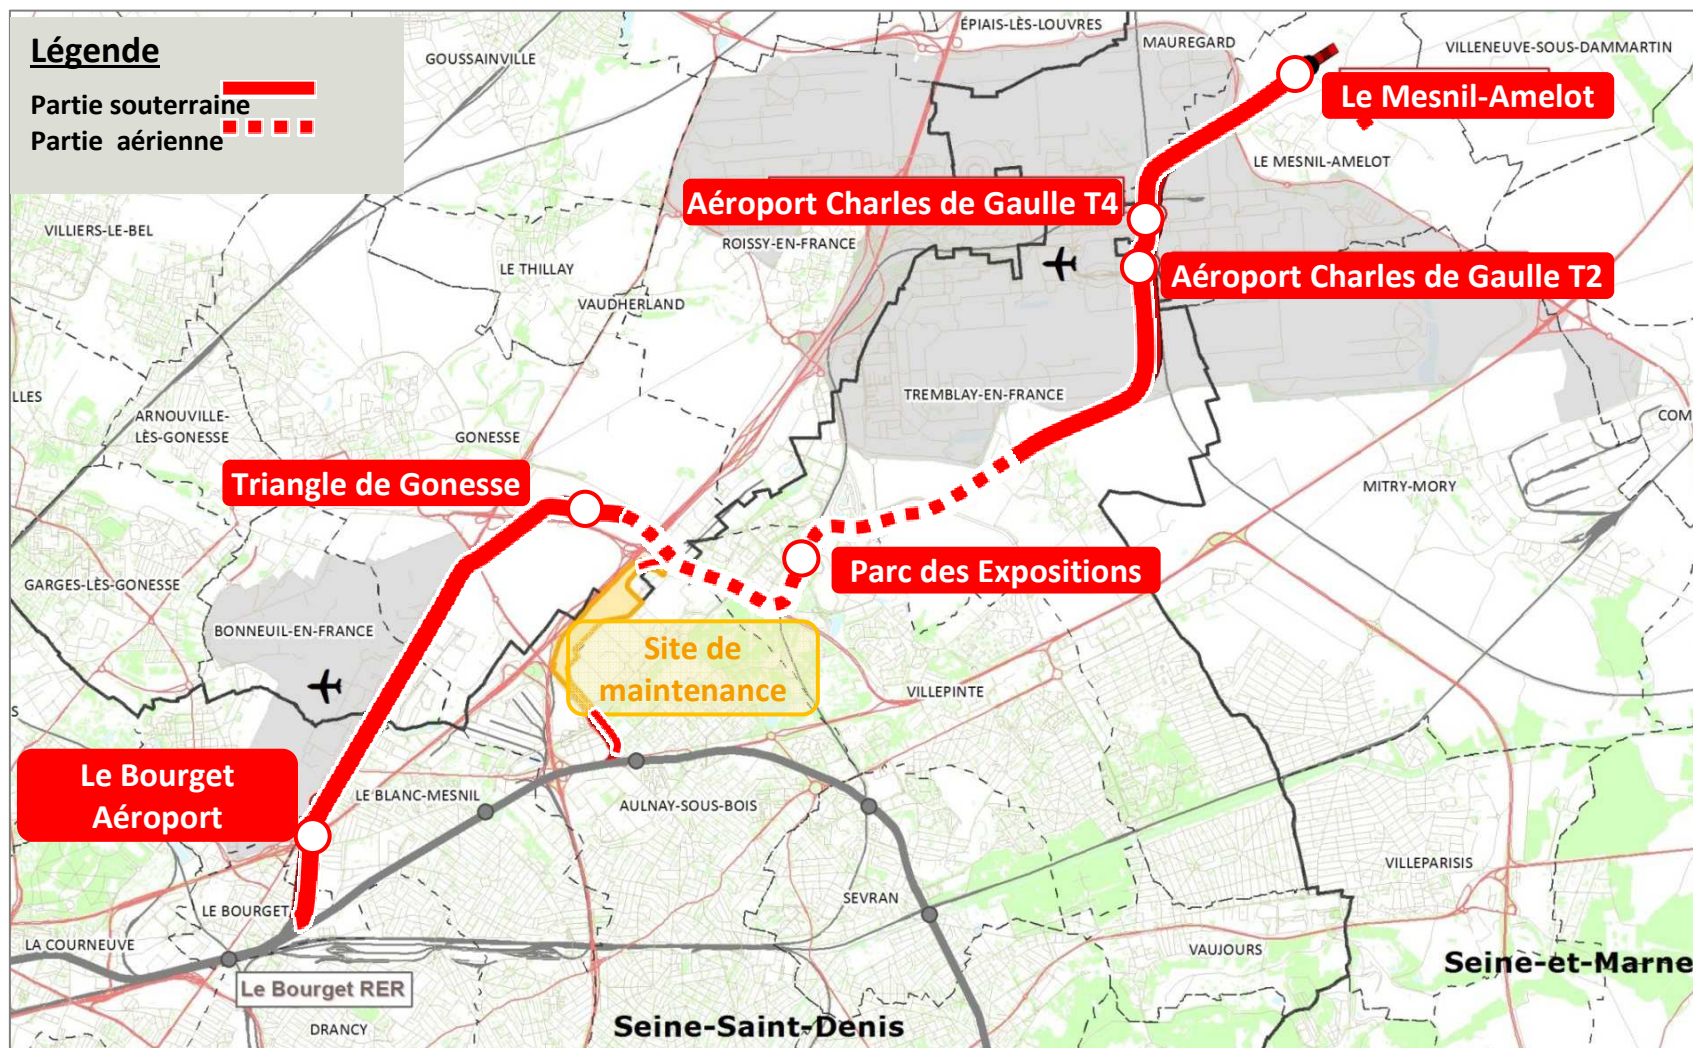 Légende
Partie souterraine
Partie aérienne
ÉPIAIS-LÈS-LOUVRES
MAUREGARD
VILLENEUVE-SOUS-DAMMARTIN
GOUSSAINVILLE
Le Mesnil-Amelot
LE MESNIL-AMELOT
Aéroport Charles de Gaulle T4
VILLIERS-LE-BEL
ROISSY-EN-FRANCE
LE THILLAY
Aéroport Charles de Gaulle T2
VAUDHERLAND
TREMBLAY-EN-FRANCE
LLES
ARNOUVILLE-
LÈS-GONESSE
GONESSE
COM
Triangle de Gonesse
MITRY-MORY
GARGES-LÈS-GONESSE
Parc des Expositions
BONNEUIL-EN-FRANCE
Site de
maintenance
VILLEPINTE
S
Le Bourget
Aéroport
LE BLANC-MESNIL
AULNAY-SOUS-BOIS
VILLEPARISIS
SEVRAN
LE BOURGET
LA COURNEUVE
VAUJOURS
Seine-et-Marne
Le Bourget RER
DRANCY
Seine-Saint-Denis